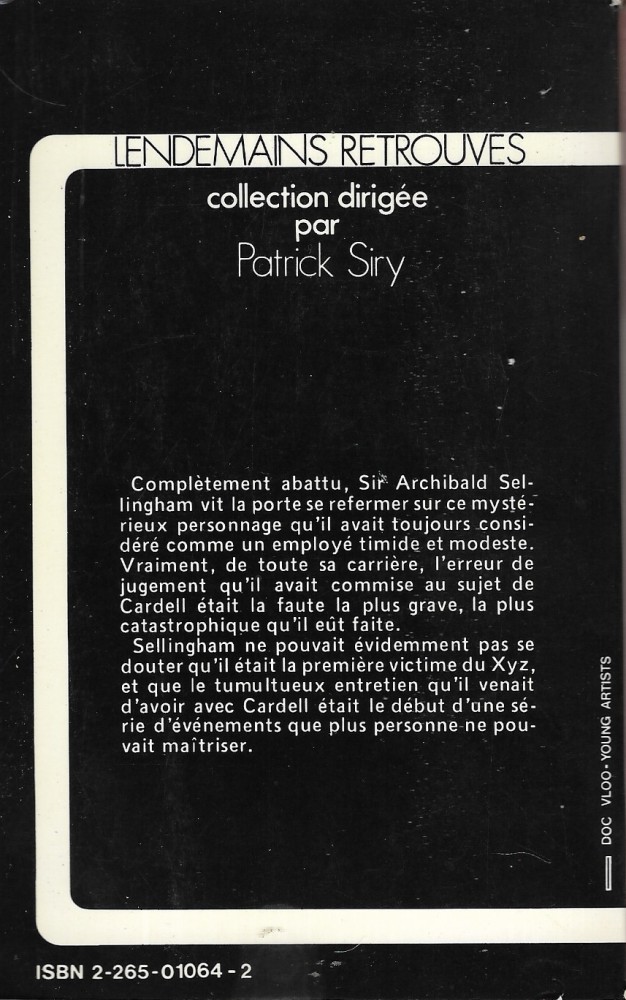 LENDEMAINS RETROUVES
collection dirigée
par
Patrick Siry
Complètement abattu, Sir Archibald Sel-
lingham vit la porte se refermer sur ce mysté-
rieux personnage qu'il avait toujours consi-
déré comme un employé timide et modeste.
Vraiment, de toute sa carrière, l'erreur de
jugement qu'il avait commise au sujet de
Cardell était la faute la plus grave, la plus
catastrophique qu'il eût faite.
Sellingham ne pouvait évidemment pas se
douter qu'il était la première victime du Xyz,
et que le tumultueux entretien qu'il venait
d'avoir avec Cardell était le début d'une sé-
rie d'événements que plus personne ne pou-
vait maîtriser.
DOC VLOO-YOUNG ARTISTS
ISBN 2-265-01064-2